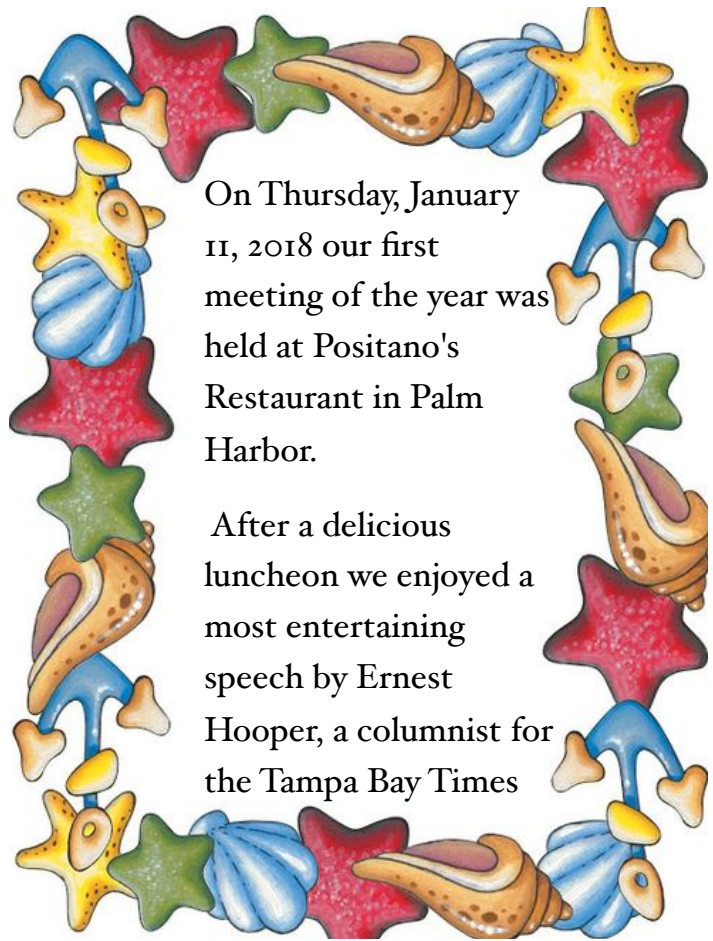 On Thursday, January
11, 2018 our first
meeting of the year was
held at Positano's
Restaurant in Palm
Harbor.
After a delicious
luncheon we enjoyed a
most entertaining
speech by Ernest
Hooper, a columnist for
the Tampa Bay Times